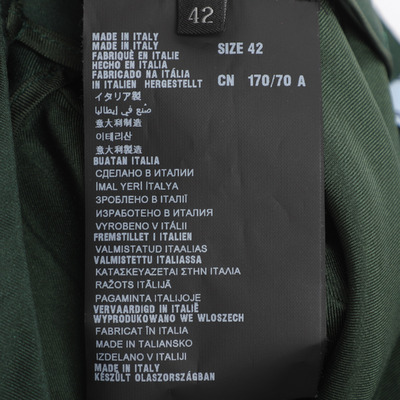 42
MADE IN ITALY
MADE IN ITALY SIZE 42
FABRIQUÉ EN ITALIE
HECHO EN ITALIA
FABRICADO NA ITÁLIA
IN ITALIEN HERGESTELLT CN 170/70 A
イタリア製
صنع في إيطاليا
意大利制造
이테리산
意大利製
BUATAN ITALIA
СДЕЛАНО В ИТАЛИИ
İMAL YERİ İTALYA
ЗРОБЛЕНО В ІТАЛІЇ
ИЗРАБОТЕНО В ИТАЛИЯ
VYROBENO V ITÁLII
FREMSTILLET I ITALIEN
VALMISTATUD ITAALIAS
VALMISTETTU ITALIASSA
ΚΑΤΑΣΚΕΥΑΖΕΤΑΙ ΣΤΗΝ ΙΤΑΛΙΑ
RAŽOTS ITĀLIJĀ
PAGAMINTA ITALIJOJE
VERVAARDIGD IN ITALIË
WYPRODUKOWANO WE WLOSZECH
FABRICAT ÎN ITALIA
MADE IN TALIANSKO
IZDELANO V ITALIJI
MADE IN ITALY
KÉSZÜLT OLASZORSZÁGBAN